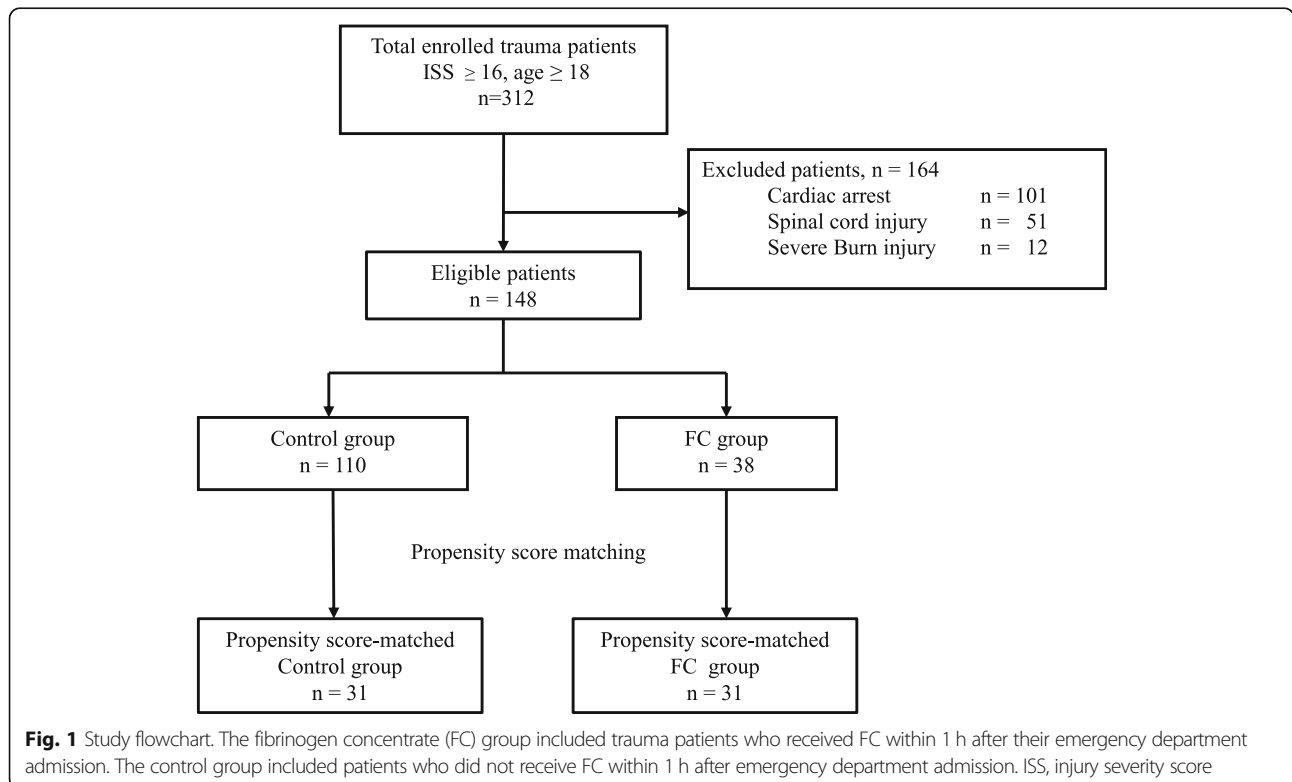 Total enrolled trauma patients
ISS ≥ 16, age ≥ 18
n=312
Excluded patients, n = 164
Cardiac arrest n = 101
Spinal cord injury n = 51
Severe Burn injury n = 12
Eligible patients
n = 148
Control group
n = 110
FC group
n = 38
Propensity score matching
Propensity score-matched
Control group
n = 31
Propensity score-matched
FC group
n = 31
Fig. 1 Study flowchart. The fibrinogen concentrate (FC) group included trauma patients who received FC within 1 h after their emergency department
admission. The control group included patients who did not receive FC within 1 h after emergency department admission. ISS, injury severity score